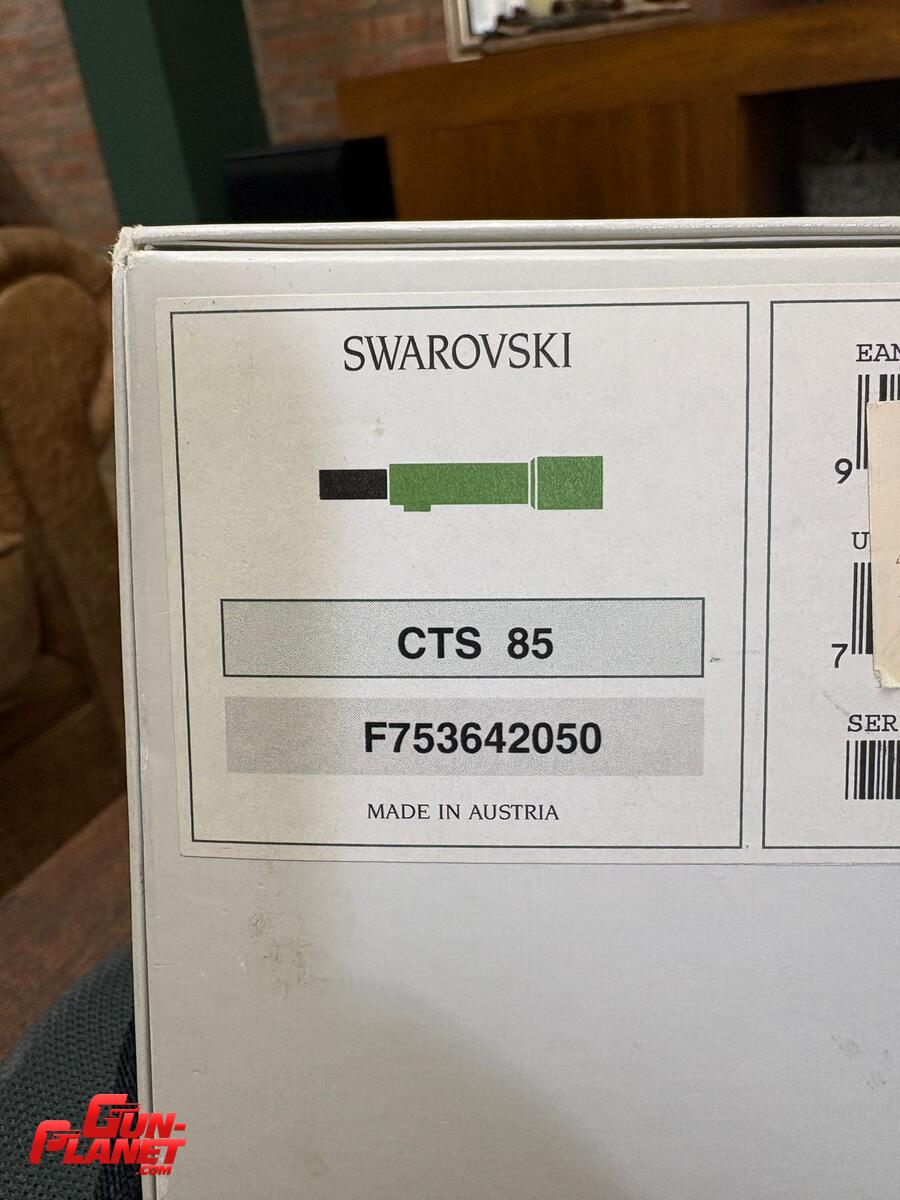 SWAROVSKI
CTS 85
F753642050
MADE IN AUSTRIA
EAN
9
U
7
SER
GUN-
PLANET
.COM